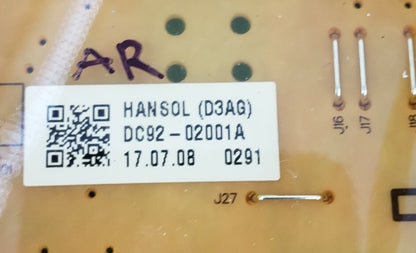 AR
HANSOL (D3AG)
DC92-02001A
17.07.08 0291
J16
J17
J27